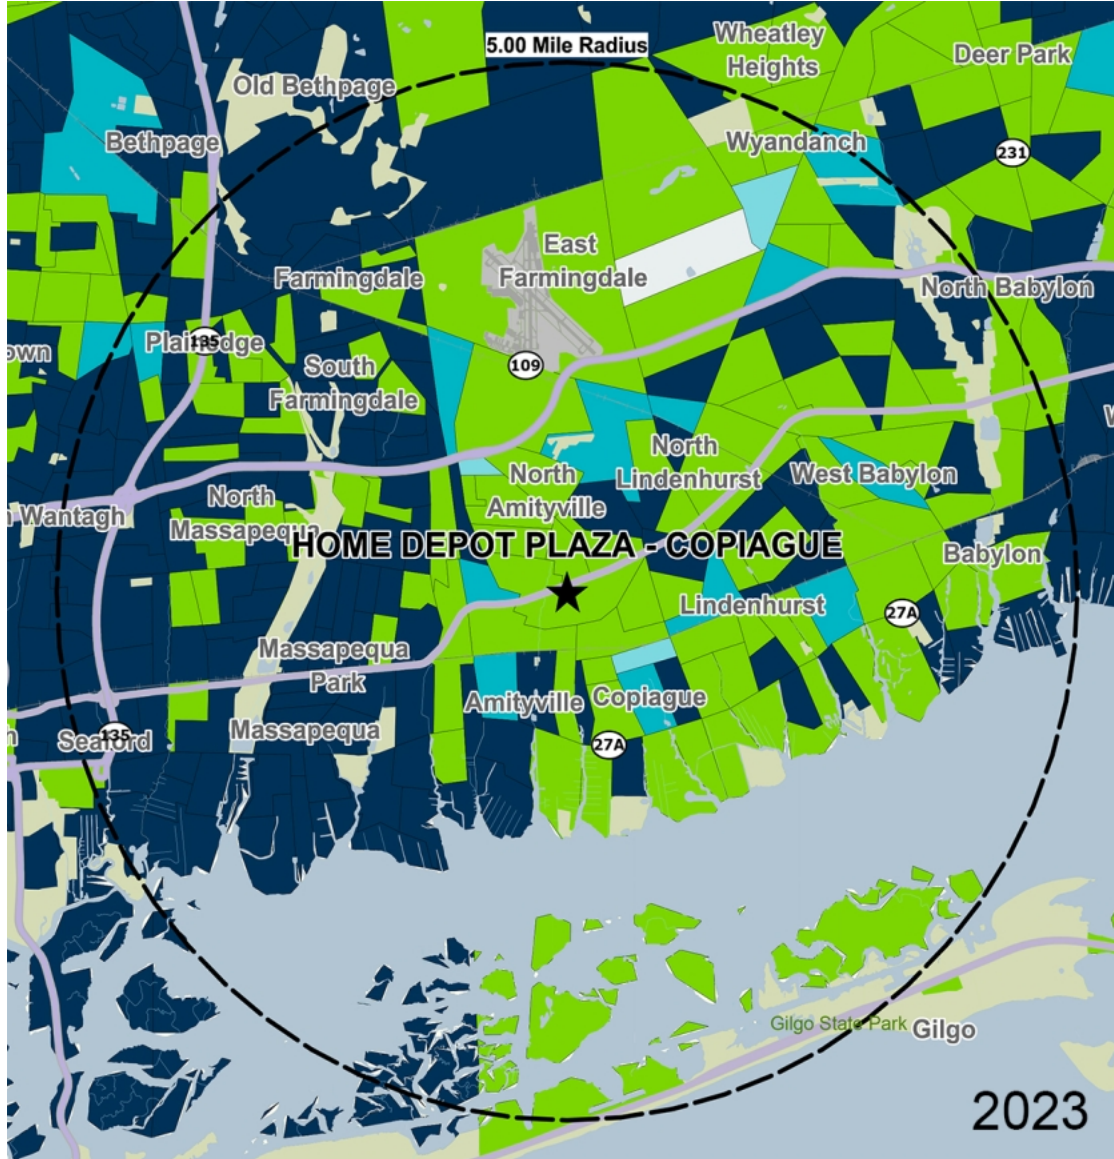 5.00 Mile Radius
Wheatley
Heights
Deer Park
Old Bethpage
Bethpage
Wyandanch
231
East
Farmingdale
Farmingdale
North Babylon
135
109
South
Farmingdale
North
Lindenhurst
West Babylon
North
Amityville
North
Massapequa
Wantagh
HOME DEPOT PLAZA - COPIAGUE
Babylon
Lindenhurst
27A
Massapequa
Park
Amityville
Copiague
Massapequa
Seaford
135
27A
Gilgo State Park
Gilgo
2023